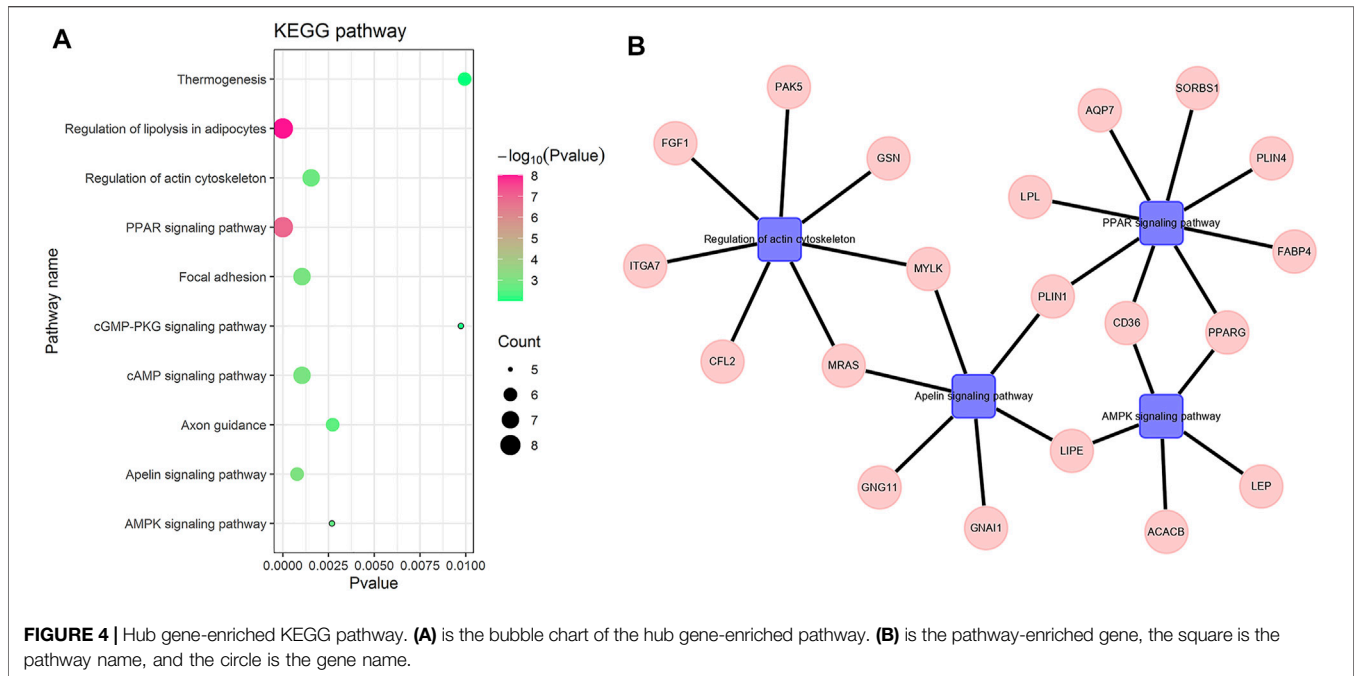 A
KEGG pathway
Pathway name
Thermogenesis
Regulation of lipolysis in adipocytes
Regulation of actin cytoskeleton
PPAR signaling pathway
Focal adhesion
cGMP-PKG signaling pathway
cAMP signaling pathway
Axon guidance
Apelin signaling pathway
AMPK signaling pathway
0.0000 0.0025 0.0050 0.0075 0.0100
Pvalue
−log10(Pvalue)
8
7
6
5
4
3
Count
5
6
7
8
B
PAK5
FGF1
GSN
Regulation of actin cytoskeleton
ITGA7
MYLK
CFL2
MRAS
SORBS1
AQP7
PLIN4
LPL
PPAR signaling pathway
FABP4
PLIN1
CD36
PPARG
Apelin signaling pathway
AMPK signaling pathway
LIPE
GNG11
GNAI1
LEP
ACACB
FIGURE 4 | Hub gene-enriched KEGG pathway. (A) is the bubble chart of the hub gene-enriched pathway. (B) is the pathway-enriched gene, the square is the
pathway name, and the circle is the gene name.